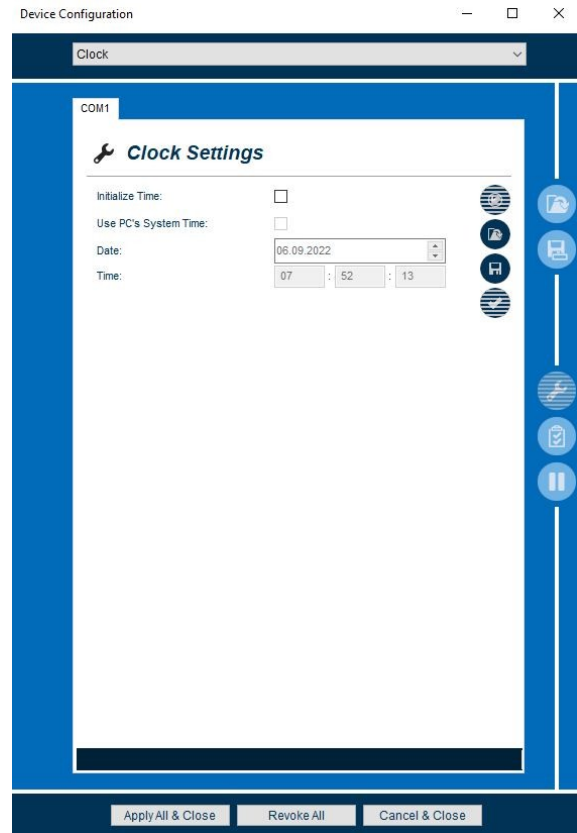 Device Configuration
Clock
COM1
Clock Settings
Initialize Time:
Use PC's System Time:
Date: 06.09.2022
Time: 07 : 52 : 13
Apply All & Close Revoke All Cancel & Close